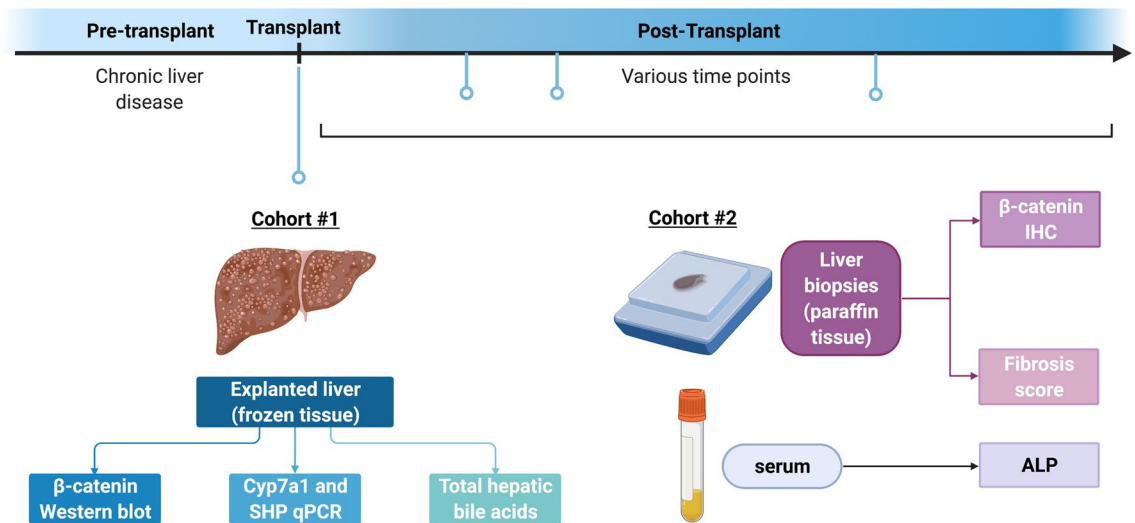 Pre-transplant
Transplant
Post-Transplant
Chronic liver
disease
Various time points
Cohort #1
Cohort #2
β-catenin
IHC
Liver
biopsies
(paraffin
tissue)
Fibrosis
score
Explanted liver
(frozen tissue)
serum
ALP
β-catenin
Western blot
Cyp7a1 and
SHP qPCR
Total hepatic
bile acids